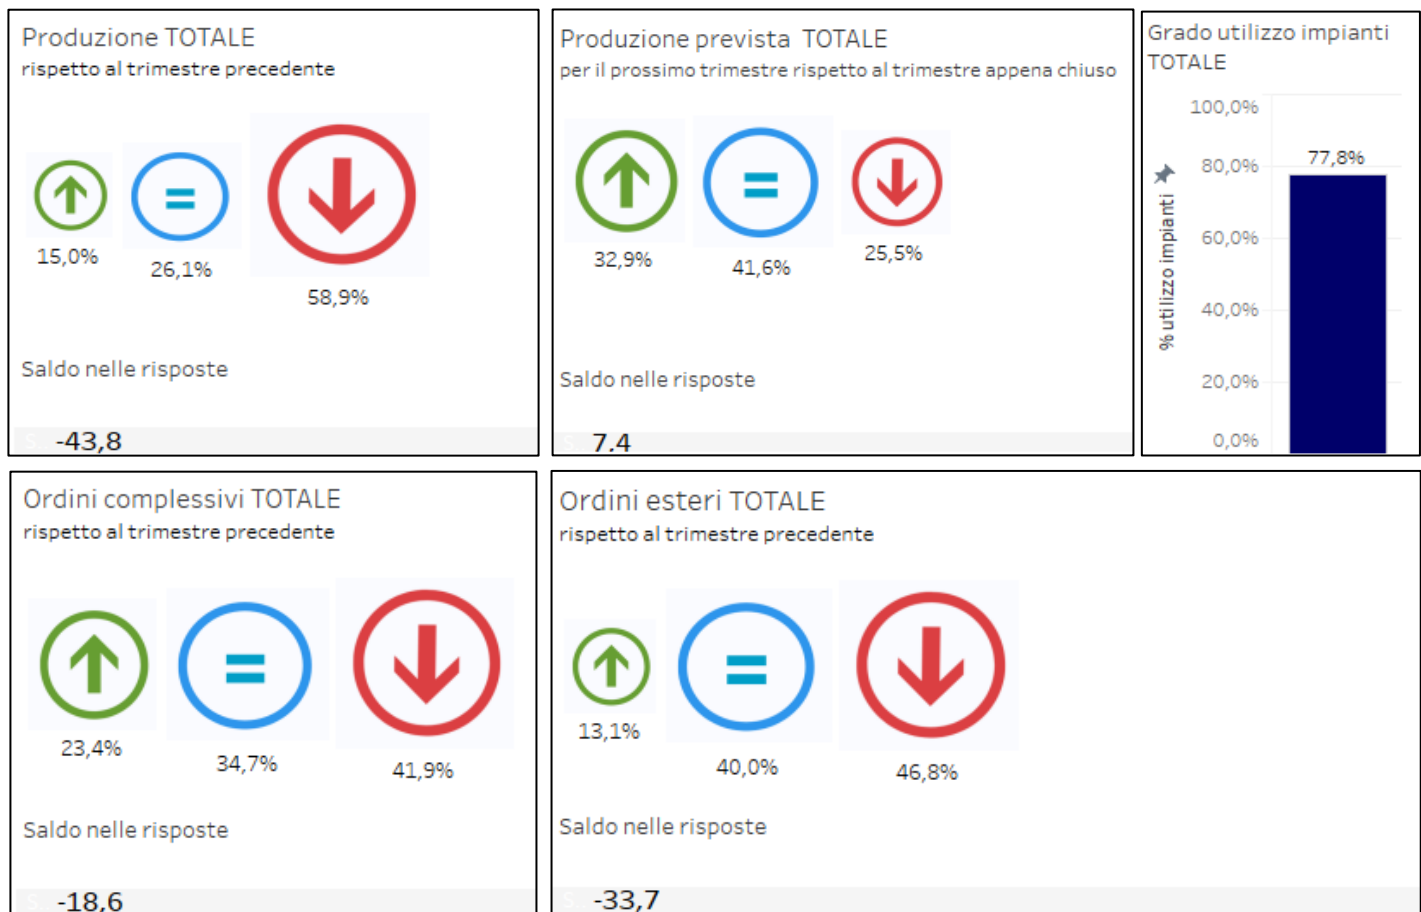 Produzione TOTALE
rispetto al trimestre precedente
15,0%
26,1%
58,9%
Saldo nelle risposte
S.. -43,8
Produzione prevista TOTALE
per il prossimo trimestre rispetto al trimestre appena chiuso
32,9%
41,6%
25,5%
Saldo nelle risposte
S.. 7,4
Grado utilizzo impianti
TOTALE
% utilizzo impianti
100,0%
80,0%
60,0%
40,0%
20,0%
0,0%
77,8%
Ordini complessivi TOTALE
rispetto al trimestre precedente
23,4%
34,7%
41,9%
Saldo nelle risposte
S.. -18,6
Ordini esteri TOTALE
rispetto al trimestre precedente
13,1%
40,0%
46,8%
Saldo nelle risposte
S.. -33,7